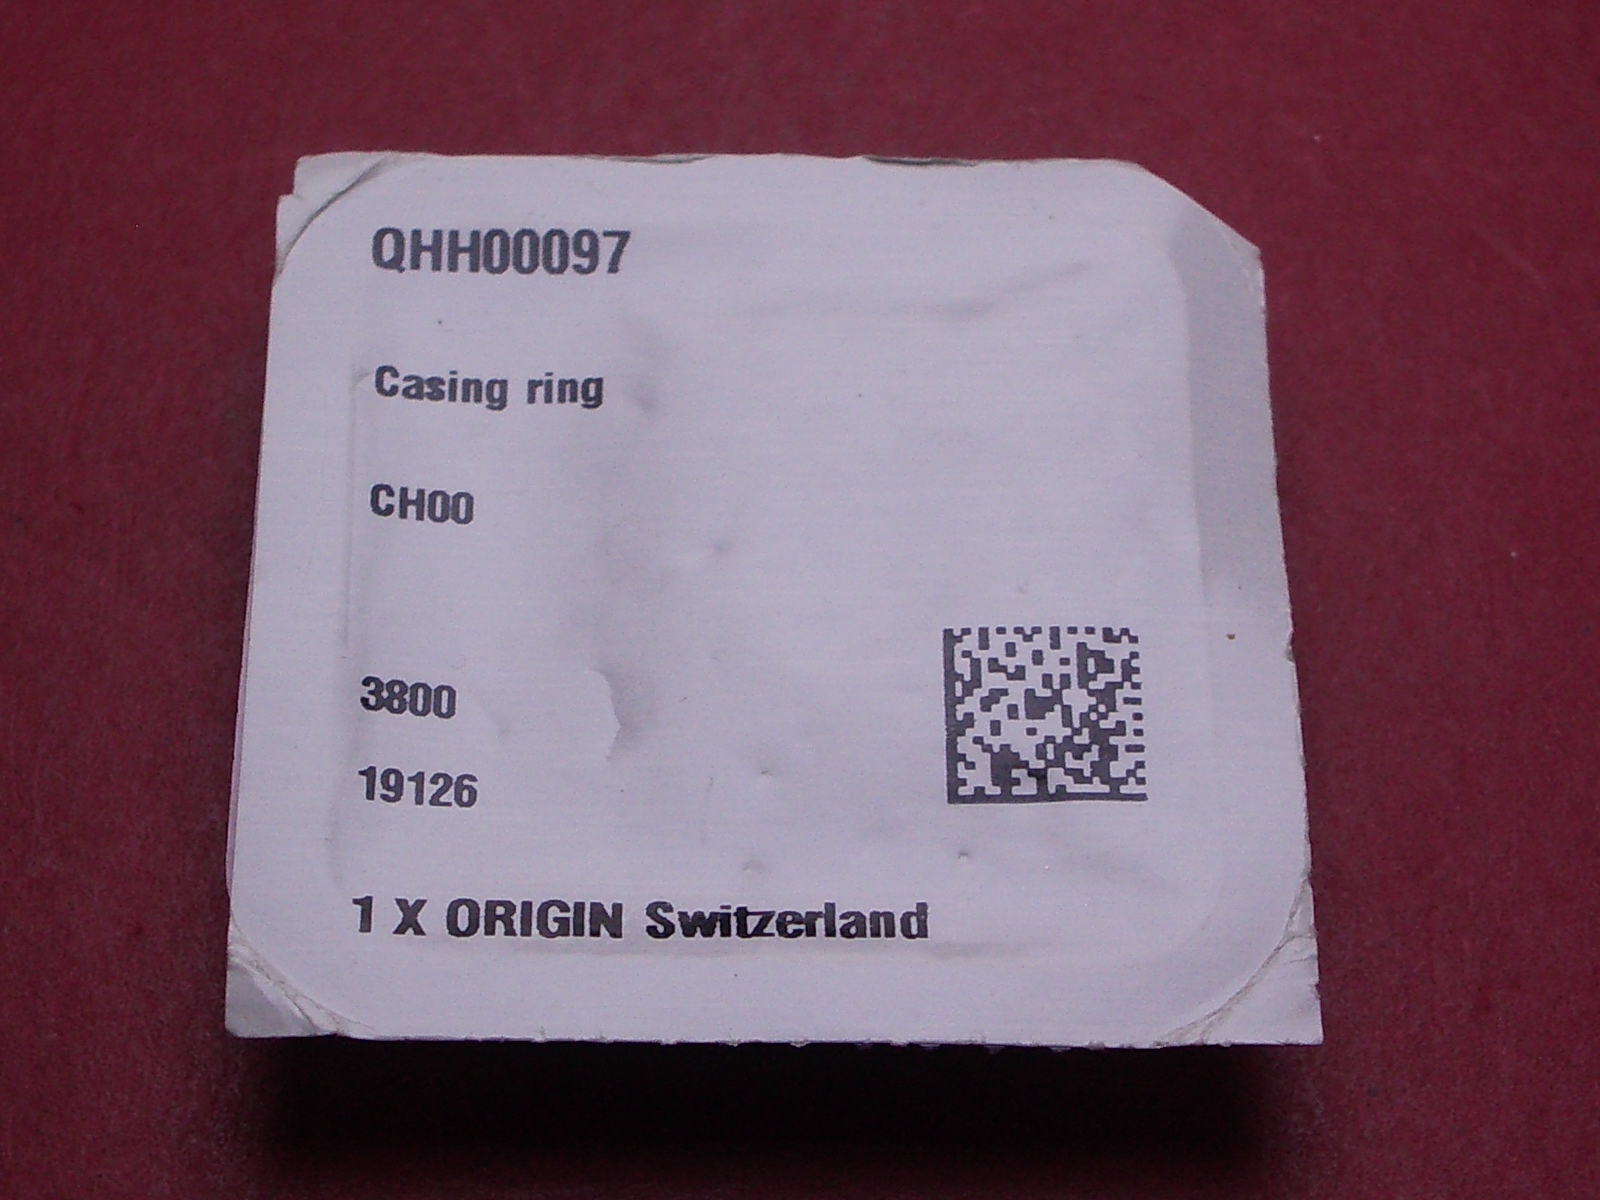 QHH00097
Casing ring
CH00
3800
19126
1 X ORIGIN Switzerland